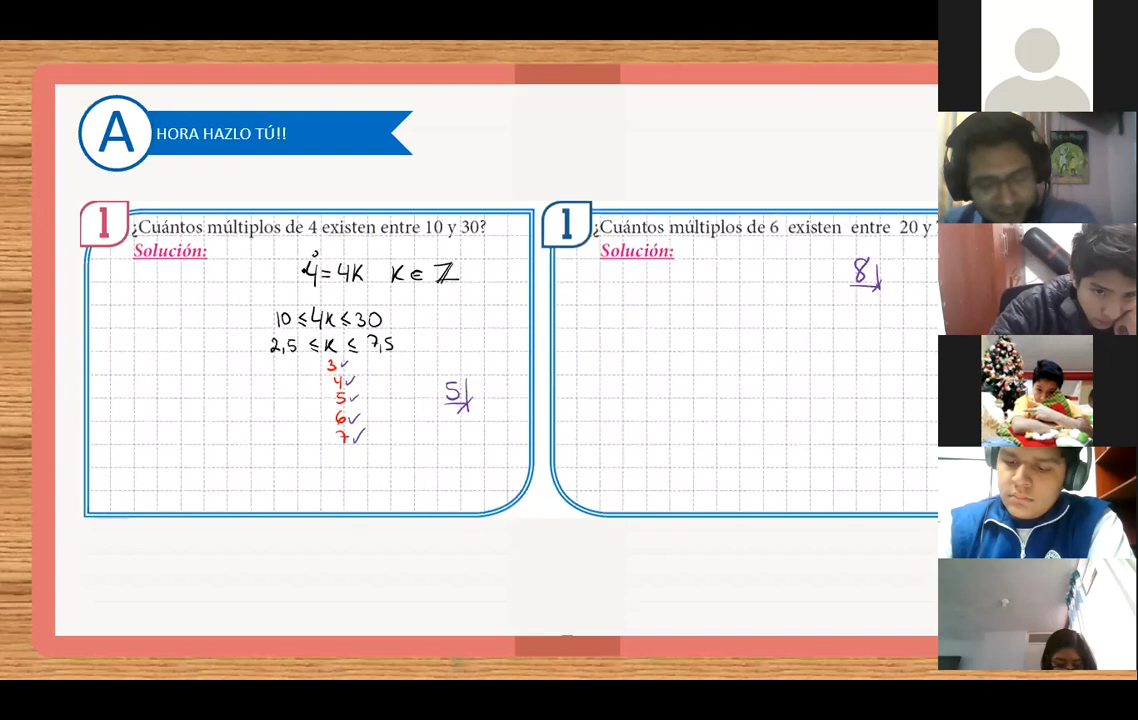 A
HORA HAZLO TÚ!!
1
¿Cuántos múltiplos de 4 existen entre 10 y 30?
Solución:
4̊ = 4K K ∈ ℤ
10 ≤ 4K ≤ 30
2,5 ≤ K ≤ 7,5
3 ✓
4 ✓
5 ✓
6 ✓
7 ✓
5
1
¿Cuántos múltiplos de 6 existen entre 20 y
Solución:
8